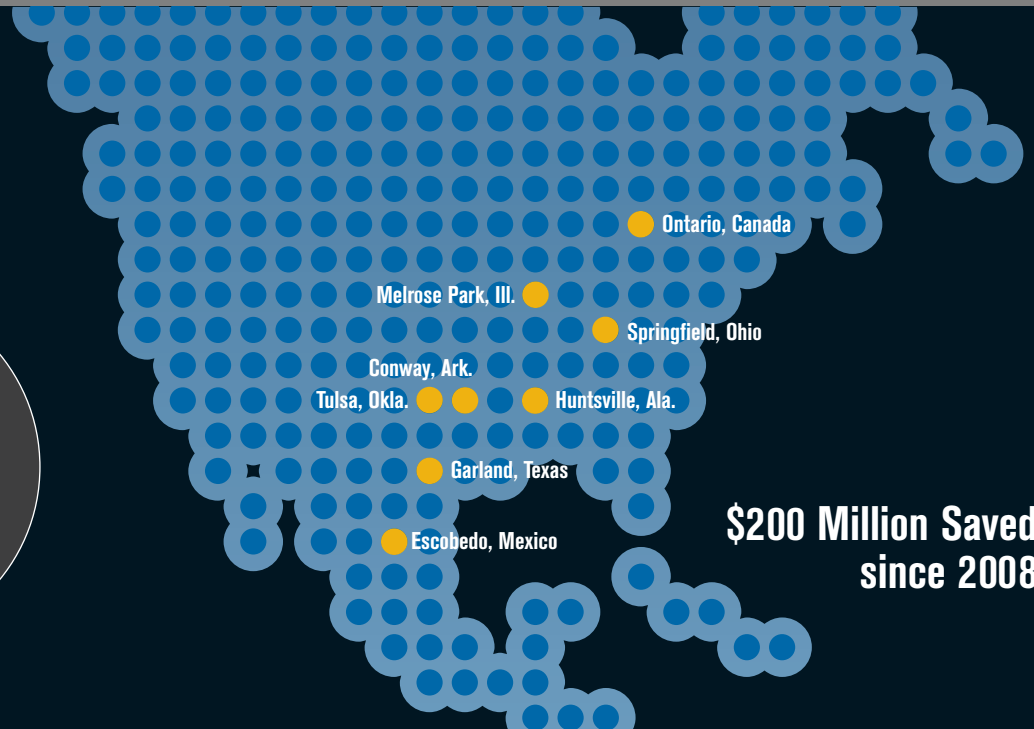 Ontario, Canada
Melrose Park, Ill.
Springfield, Ohio
Conway, Ark.
Tulsa, Okla.
Huntsville, Ala.
Garland, Texas
Escobedo, Mexico
$200 Million Saved
since 2008